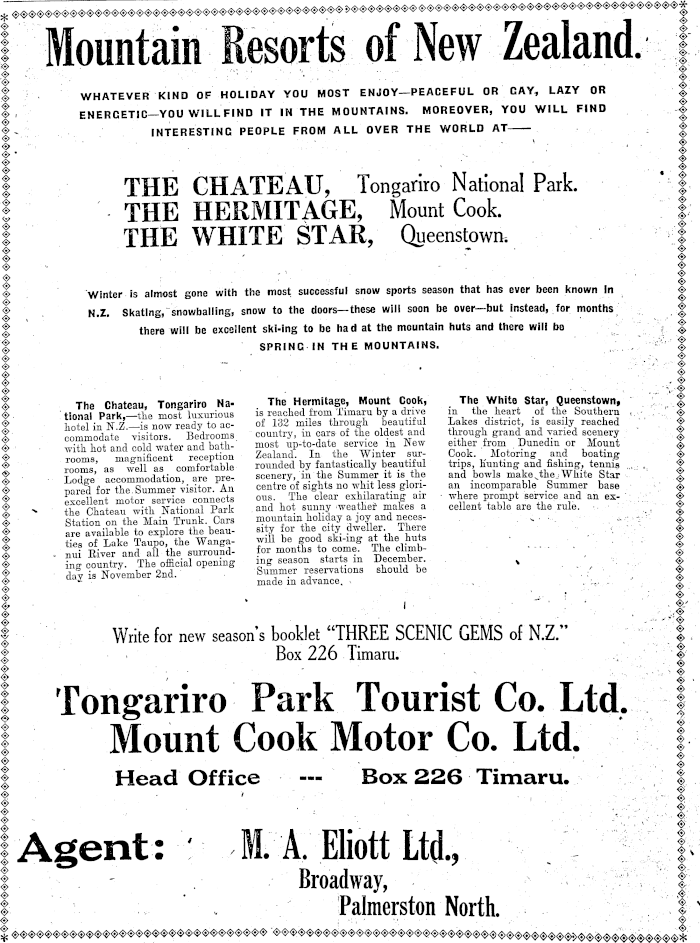 Mountain Resorts of New Zealand.
WHATEVER KIND OF HOLIDAY YOU MOST ENJOY—PEACEFUL OR GAY, LAZY OR
ENERGETIC—YOU WILL FIND IT IN THE MOUNTAINS. MOREOVER, YOU WILL FIND
INTERESTING PEOPLE FROM ALL OVER THE WORLD AT—
THE CHATEAU, Tongariro National Park.
THE HERMITAGE, Mount Cook.
THE WHITE STAR, Queenstown.
Winter is almost gone with the most successful snow sports season that has ever been known in
N.Z. Skating, snowballing, snow to the doors—these will soon be over—but instead, for months
there will be excellent ski-ing to be had at the mountain huts and there will be
SPRING IN THE MOUNTAINS.
The Chateau, Tongariro Na-
tional Park,—the most luxurious
hotel in N.Z.—is now ready to ac-
commodate visitors. Bedrooms
with hot and cold water and bath-
rooms, magnificent reception
rooms, as well as comfortable
Lodge accommodation, are pre-
pared for the Summer visitor. An
excellent motor service connects
the Chateau with National Park
Station on the Main Trunk. Cars
are available to explore the beau-
ties of Lake Taupo, the Wanga-
nui River and all the surround-
ing country. The official opening
day is November 2nd.
The Hermitage, Mount Cook,
is reached from Timaru by a drive
of 132 miles through beautiful
country, in cars of the oldest and
most up-to-date service in New
Zealand. In the Winter sur-
rounded by fantastically beautiful
scenery, in the Summer it is the
centre of sights no whit less glori-
ous. The clear exhilarating air
and hot sunny weather makes a
mountain holiday a joy and neces-
sity for the city dweller. There
will be good ski-ing at the huts
for months to come. The climb-
ing season starts in December.
Summer reservations should be
made in advance.
The White Star, Queenstown,
in the heart of the Southern
Lakes district, is easily reached
through grand and varied scenery
either from Dunedin or Mount
Cook. Motoring and boating
trips, hunting and fishing, tennis
and bowls make the White Star
an incomparable Summer base
where prompt service and an ex-
cellent table are the rule.
Write for new season's booklet "THREE SCENIC GEMS of N.Z."
Box 226 Timaru.
Tongariro Park Tourist Co. Ltd.
Mount Cook Motor Co. Ltd.
Head Office --- Box 226 Timaru.
Agent: M. A. Eliott Ltd.,
Broadway,
Palmerston North.